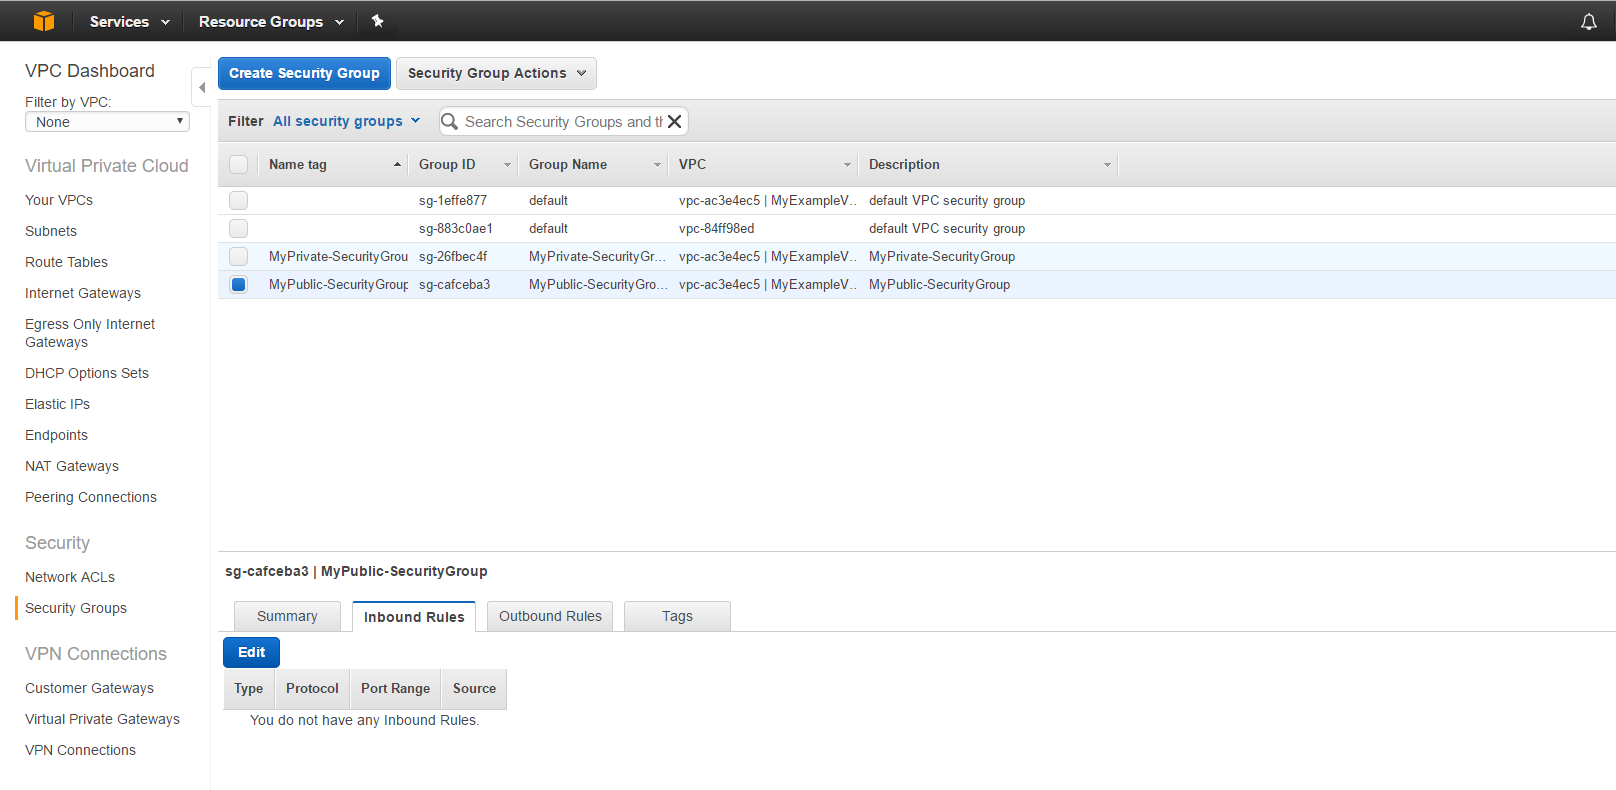 Services Resource Groups
VPC Dashboard
Filter by VPC:
None
Virtual Private Cloud
Your VPCs
Subnets
Route Tables
Internet Gateways
Egress Only Internet
Gateways
DHCP Options Sets
Elastic IPs
Endpoints
NAT Gateways
Peering Connections
Security
Network ACLs
Security Groups
VPN Connections
Customer Gateways
Virtual Private Gateways
VPN Connections
Create Security Group Security Group Actions
Filter All security groups Search Security Groups and th
Name tag Group ID Group Name VPC Description
sg-1effe877 default vpc-ac3e4ec5 | MyExampleV… default VPC security group
sg-883c0ae1 default vpc-84ff98ed default VPC security group
MyPrivate-SecurityGrou sg-26fbec4f MyPrivate-SecurityGr… vpc-ac3e4ec5 | MyExampleV… MyPrivate-SecurityGroup
MyPublic-SecurityGroup sg-cafceba3 MyPublic-SecurityGro… vpc-ac3e4ec5 | MyExampleV… MyPublic-SecurityGroup
sg-cafceba3 | MyPublic-SecurityGroup
Summary Inbound Rules Outbound Rules Tags
Edit
Type Protocol Port Range Source
You do not have any Inbound Rules.